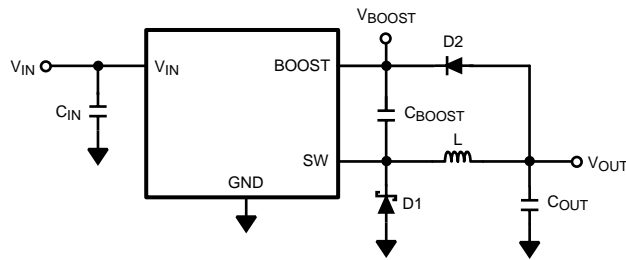 VBOOST
VIN
VIN
BOOST
D2
CIN
CBOOST
L
SW
VOUT
GND
D1
COUT